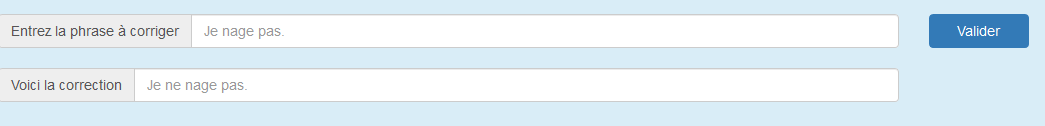 Entrez la phrase à corriger Je nage pas. Valider
Voici la correction Je ne nage pas.